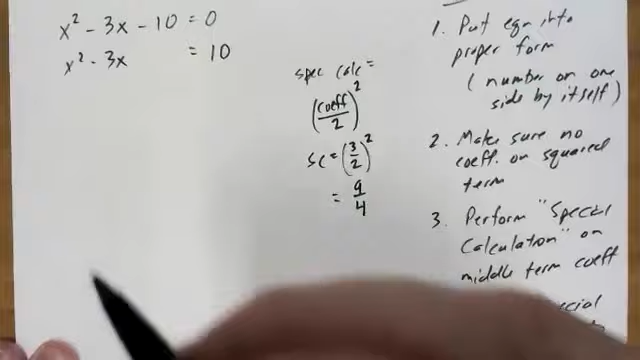 x² - 3x - 10 = 0
x² - 3x = 10
spec calc =
(coeff/2)²
sc = (3/2)²
= 9/4
1. Put eqn into
proper form
(number on one
side by itself)
2. Make sure no
coeff. on squared
term
3. Perform "Special
Calculation" on
middle term coeff